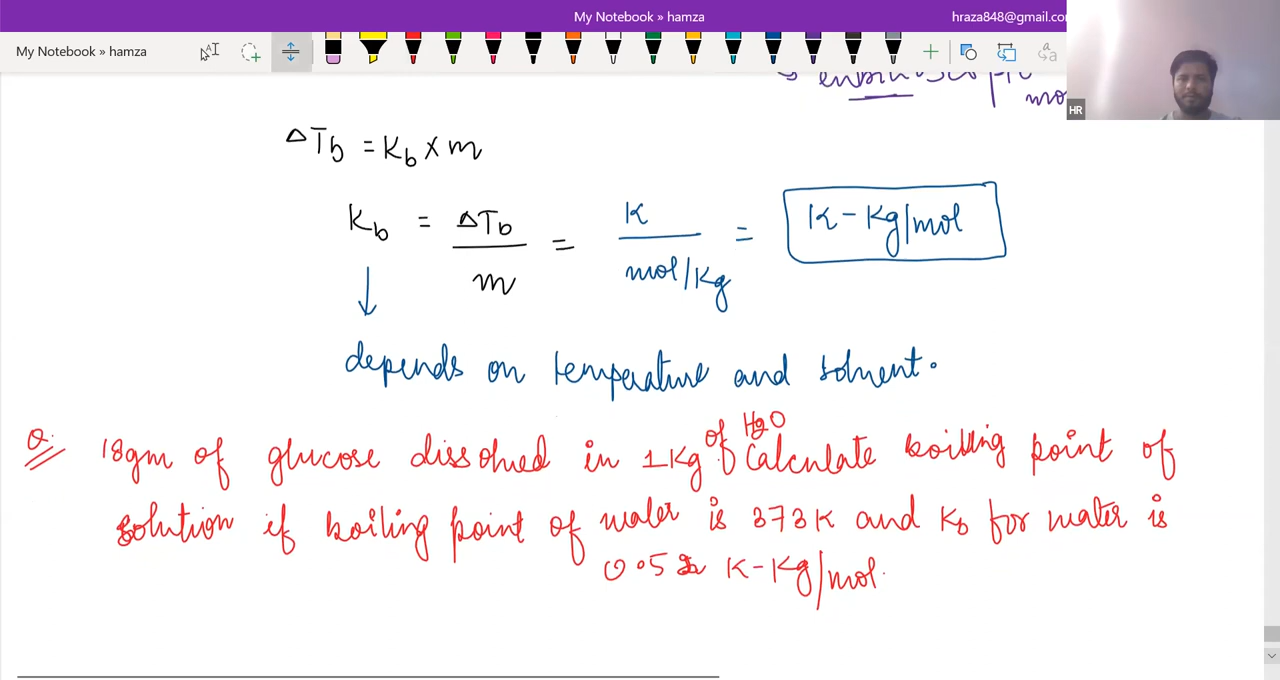 My Notebook » hamza
hraza848@gmail.co
My Notebook » hamza
HR
ΔTb = Kb × m
Kb = ΔTb / m = K / mol/Kg = K - Kg/mol
depends on temperature and solvent.
Q. 18gm of glucose dissolved in 1Kg of H2O Calculate boiling point of
solution if boiling point of water is 373K and Kb for water is
0.52 K-Kg/mol.